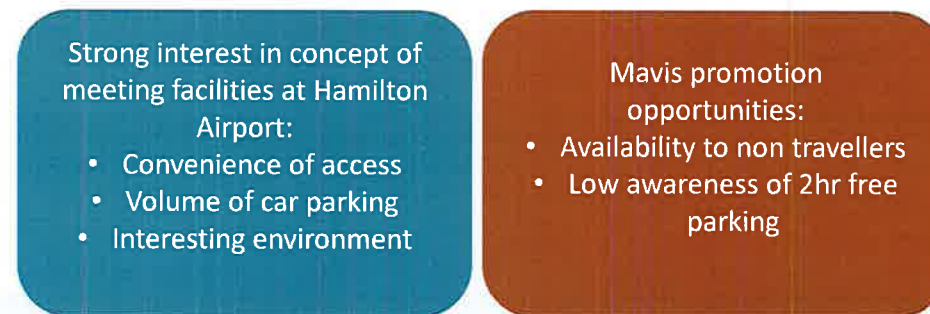 Strong interest in concept of
meeting facilities at Hamilton
Airport:
• Convenience of access
• Volume of car parking
• Interesting environment
Mavis promotion
opportunities:
• Availability to non travellers
• Low awareness of 2hr free
parking